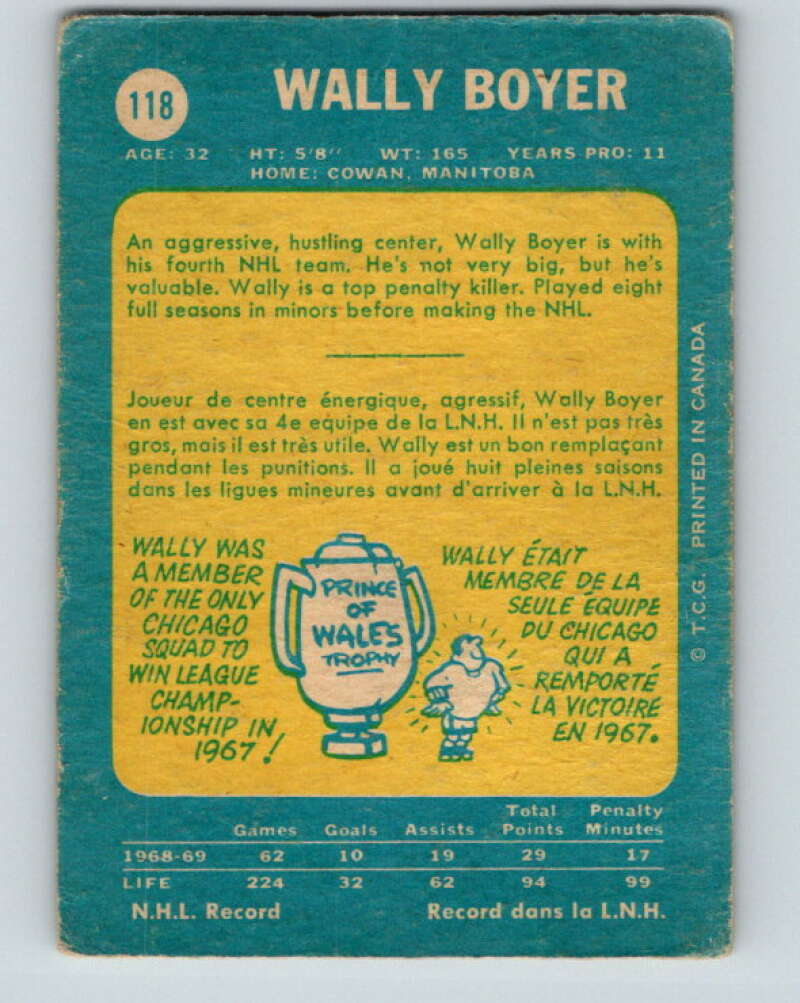 118
WALLY BOYER
AGE: 32 HT: 5'8'' WT: 165 YEARS PRO: 11
HOME: COWAN, MANITOBA
An aggressive, hustling center, Wally Boyer is with
his fourth NHL team. He's not very big, but he's
valuable. Wally is a top penalty killer. Played eight
full seasons in minors before making the NHL.
Joueur de centre énergique, agressif, Wally Boyer
en est avec sa 4e equipe de la L.N.H. Il n'est pas très
gros, mais il est très utile. Wally est un bon remplaçant
pendant les punitions. Il a joué huit pleines saisons
dans les ligues mineures avant d'arriver à la L.N.H.
WALLY WAS
A MEMBER
OF THE ONLY
CHICAGO
SQUAD TO
WIN LEAGUE
CHAMP-
IONSHIP IN
1967!
PRINCE
OF
WALES
TROPHY
WALLY ÉTAIT
MEMBRE DE LA
SEULE ÉQUIPE
DU CHICAGO
QUI A
REMPORTÉ
LA VICTOIRE
EN 1967.
© T.C.G. PRINTED IN CANADA
Games Goals Assists Total Points Penalty Minutes
1968-69 62 10 19 29 17
LIFE 224 32 62 94 99
N.H.L. Record Record dans la L.N.H.